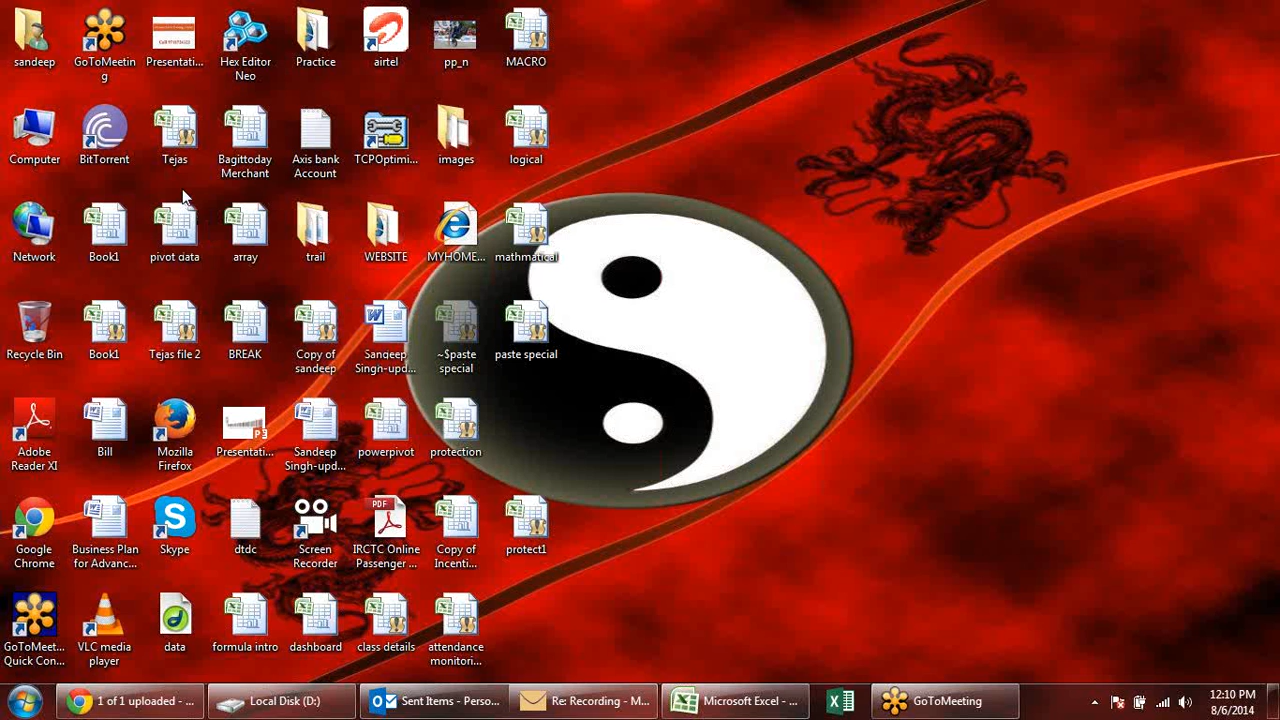 sandeep
GoToMeetin
g
Presentati...
Hex Editor
Neo
Practice
airtel
pp_n
MACRO
Computer
BitTorrent
Tejas
Bagittoday
Merchant
Axis bank
Account
TCPOptimi...
images
logical
Network
Book1
pivot data
array
trail
WEBSITE
MYHOME...
mathmatical
Recycle Bin
Book1
Tejas file 2
BREAK
Copy of
sandeep
Sandeep
Singh-upd...
~$paste
special
paste special
Adobe
Reader XI
Bill
Mozilla
Firefox
Presentati...
Sandeep
Singh-upd...
powerpivot
protection
Google
Chrome
Business Plan
for Advanc...
Skype
dtdc
Screen
Recorder
PDF
IRCTC Online
Passenger ...
Copy of
Incenti...
protect1
GoToMeet...
Quick Con...
VLC media
player
data
formula intro
dashboard
class details
attendance
monitori...
1 of 1 uploaded - ...
Local Disk (D:)
Sent Items - Perso...
Re: Recording - M...
Microsoft Excel - ...
GoToMeeting
12:10 PM
8/6/2014